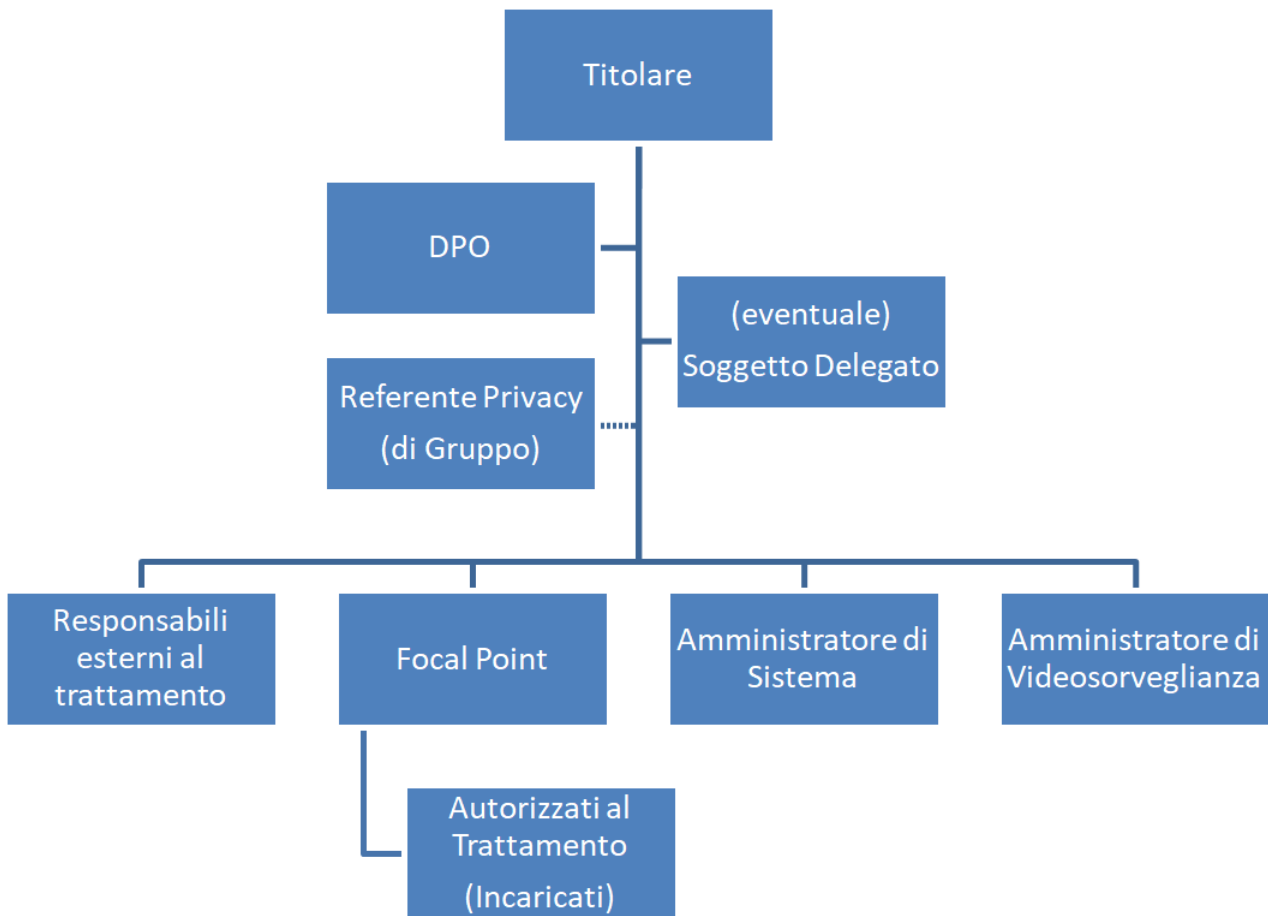 Titolare
DPO
(eventuale)
Soggetto Delegato
Referente Privacy
(di Gruppo)
Responsabili
esterni al
trattamento
Focal Point
Amministratore di
Sistema
Amministratore di
Videosorveglianza
Autorizzati al
Trattamento
(Incaricati)